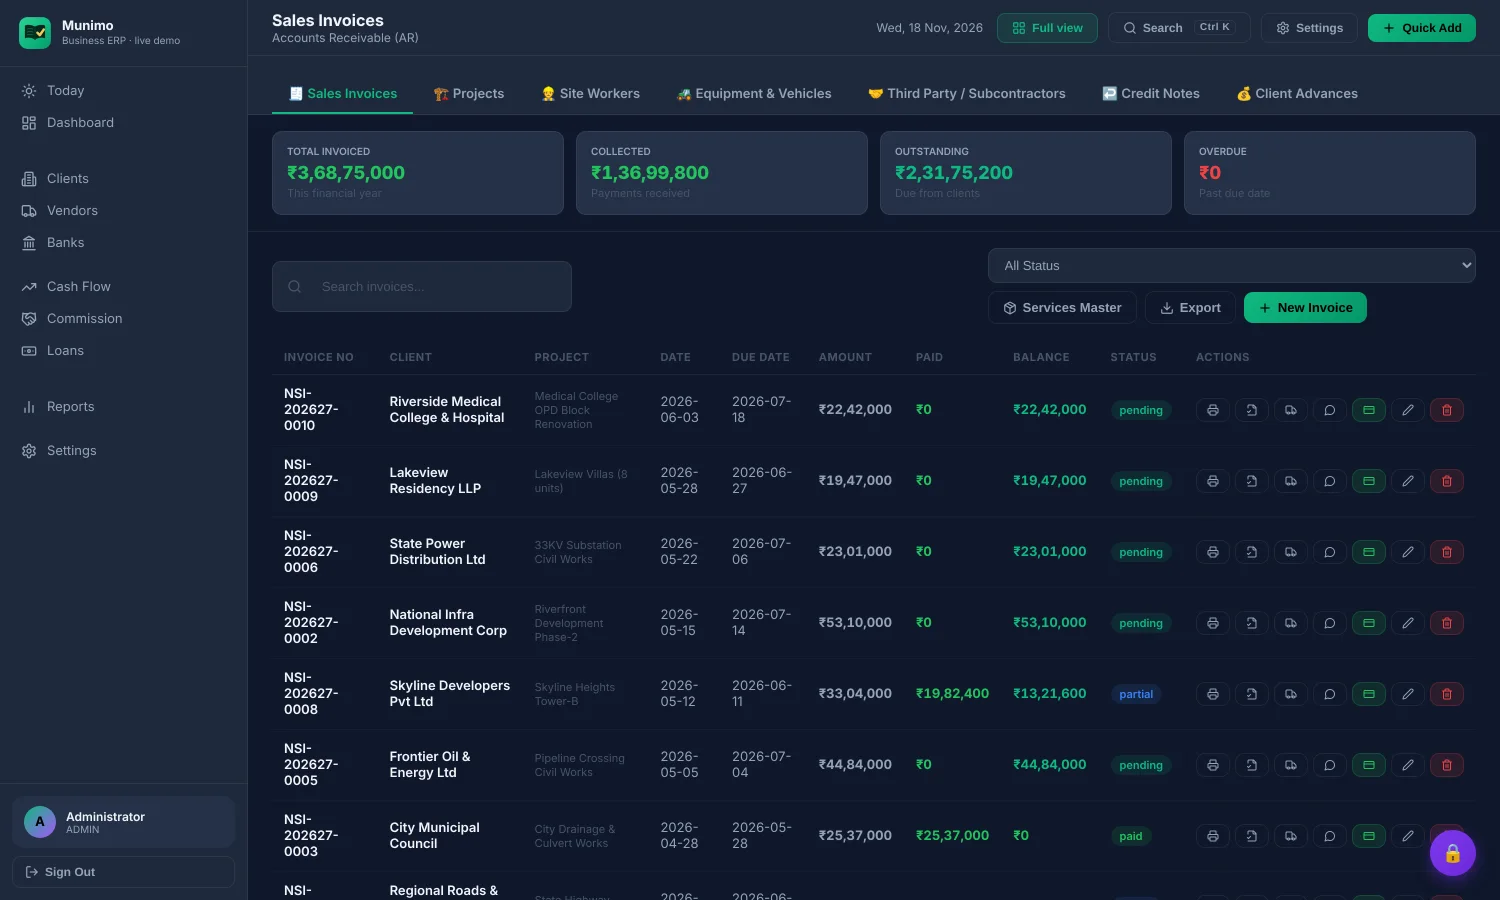 Munimo
Business ERP · live demo
Today
Dashboard
Clients
Vendors
Banks
Cash Flow
Commission
Loans
Reports
Settings
A
Administrator
ADMIN
Sign Out
Sales Invoices
Accounts Receivable (AR)
Wed, 18 Nov, 2026
Full view
Search Ctrl K
Settings
Quick Add
Sales Invoices
Projects
Site Workers
Equipment & Vehicles
Third Party / Subcontractors
Credit Notes
Client Advances
TOTAL INVOICED
₹3,68,75,000
This financial year
COLLECTED
₹1,36,99,800
Payments received
OUTSTANDING
₹2,31,75,200
Due from clients
OVERDUE
₹0
Past due date
Search invoices...
All Status
Services Master
Export
New Invoice
INVOICE NO CLIENT PROJECT DATE DUE DATE AMOUNT PAID BALANCE STATUS ACTIONS
NSI-
202627-
0010
Riverside Medical
College & Hospital
Medical College
OPD Block
Renovation
2026-
06-03
2026-07-
18
₹22,42,000
₹0
₹22,42,000
pending
NSI-
202627-
0009
Lakeview
Residency LLP
Lakeview Villas (8
units)
2026-
05-28
2026-06-
27
₹19,47,000
₹0
₹19,47,000
pending
NSI-
202627-
0006
State Power
Distribution Ltd
33KV Substation
Civil Works
2026-
05-22
2026-07-
06
₹23,01,000
₹0
₹23,01,000
pending
NSI-
202627-
0002
National Infra
Development Corp
Riverfront
Development
Phase-2
2026-
05-15
2026-07-
14
₹53,10,000
₹0
₹53,10,000
pending
NSI-
202627-
0008
Skyline Developers
Pvt Ltd
Skyline Heights
Tower-B
2026-
05-12
2026-06-
11
₹33,04,000
₹19,82,400
₹13,21,600
partial
NSI-
202627-
0005
Frontier Oil &
Energy Ltd
Pipeline Crossing
Civil Works
2026-
05-05
2026-07-
04
₹44,84,000
₹0
₹44,84,000
pending
NSI-
202627-
0003
City Municipal
Council
City Drainage &
Culvert Works
2026-
04-28
2026-05-
28
₹25,37,000
₹25,37,000
₹0
paid
NSI-
Regional Roads &
State Highway
2026-
2026-06-